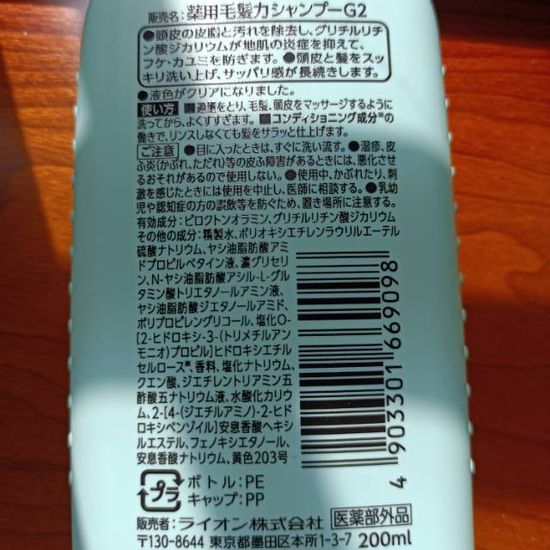 販売名：薬用毛髪力シャンプーG2
●頭皮の皮脂と汚れを除去し、グリチルリチ
ン酸ジカリウムが地肌の炎症を抑えて、
フケ・カユミを防ぎます。●頭皮と髪をスッ
キリ洗い上げ、サッパリ感が長続きします。
●液色がクリアになりました。
使い方 ■適量をとり、毛髪、頭皮をマッサージするように
洗ってから、よくすすぎます。■コンディショニング成分※の
働きで、リンスしなくても髪をサラッと仕上げます。
ご注意 ●目に入ったときは、すぐに洗い流す。●湿疹、皮
ふ炎(かぶれ、ただれ)等の皮ふ障害があるときには、悪化させ
るおそれがあるので使用しない。●使用中、かぶれたり、刺
激を感じたときには使用を中止し、医師に相談する。●乳幼
児や認知症の方の誤飲等を防ぐため、置き場所に注意する。
有効成分：ピロクトンオラミン、グリチルリチン酸ジカリウム
その他の成分：精製水、ポリオキシエチレンラウリルエーテル
硫酸ナトリウム、ヤシ油脂肪酸アミ
ドプロピルベタイン液、濃グリセリ
ン、N-ヤシ油脂肪酸アシル-L-グル
タミン酸トリエタノールアミン液、
ヤシ油脂肪酸ジエタノールアミド、
ポリプロピレングリコール、塩化O-
[2-ヒドロキシ-3-(トリメチルアン
モニオ)プロピル]ヒドロキシエチル
セルロース※、香料、塩化ナトリウム、
クエン酸、ジエチレントリアミン五
酢酸五ナトリウム液、水酸化カリウ
ム、2-[4-(ジエチルアミノ)-2-ヒド
ロキシベンゾイル]安息香酸ヘキシ
ルエステル、フェノキシエタノール、
安息香酸ナトリウム、黄色203号
4 903301 669098
プラ
ボトル：PE
キャップ：PP
販売者：ライオン株式会社 医薬部外品
〒130-8644 東京都墨田区本所1-3-7 200ml